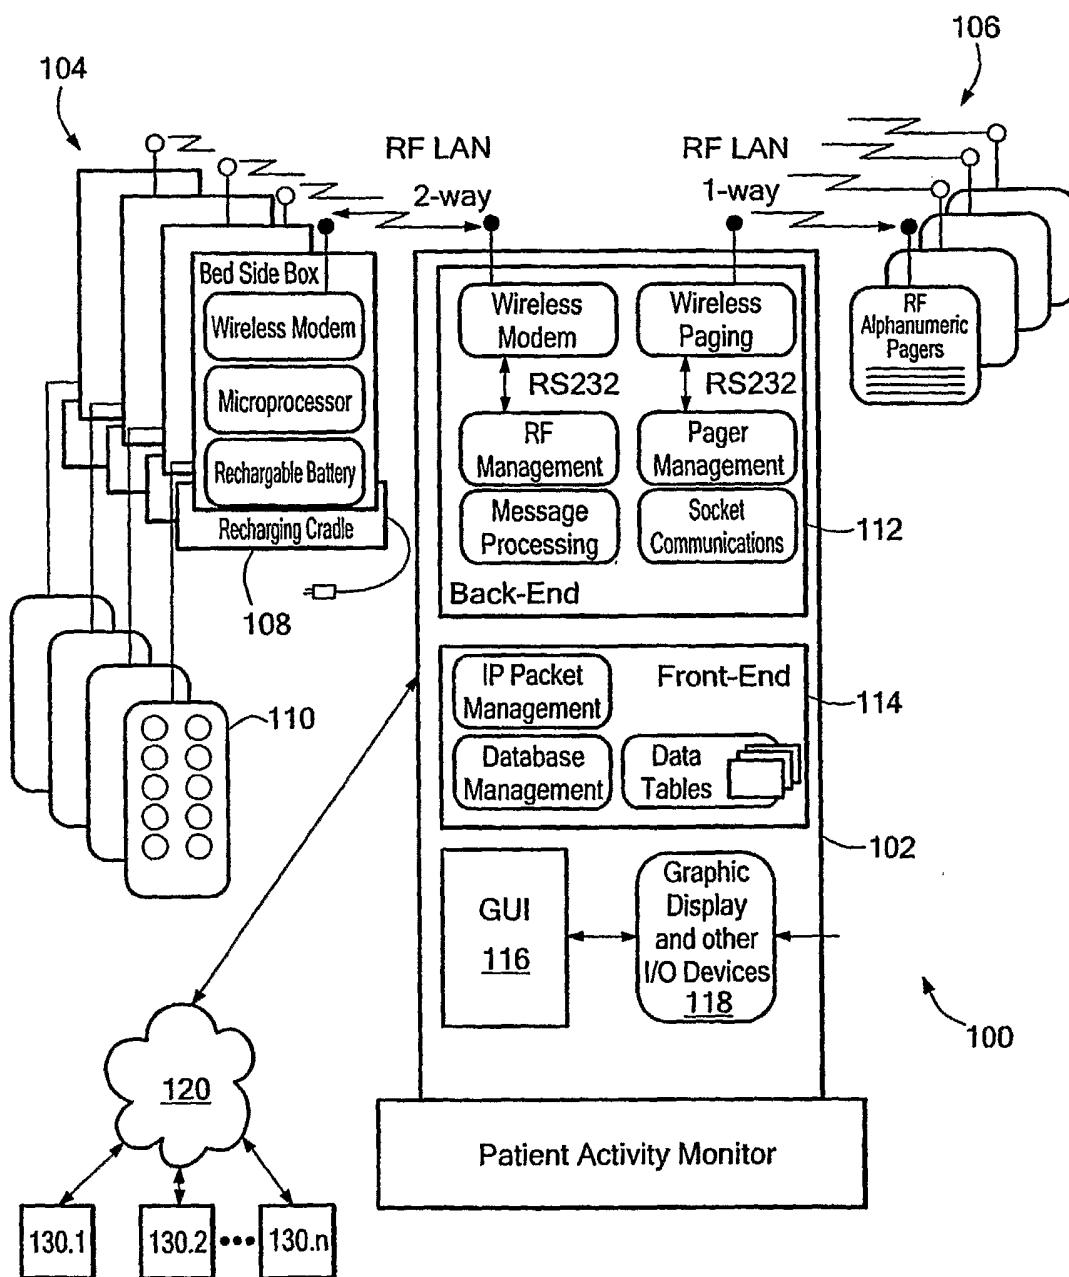 106
104
RF LAN
RF LAN
2-way
1-way
Bed Side Box
Wireless Modem
Microprocessor
Rechargable Battery
Recharging Cradle
108
110
Wireless
Modem
Wireless
Paging
RS232
RS232
RF
Management
Pager
Management
Message
Processing
Socket
Communications
Back-End
112
RF
Alphanumeric
Pagers
IP Packet
Management
Front-End
114
Database
Management
Data
Tables
102
GUI
116
Graphic
Display
and other
I/O Devices
118
100
120
Patient Activity Monitor
130.1
130.2
130.n